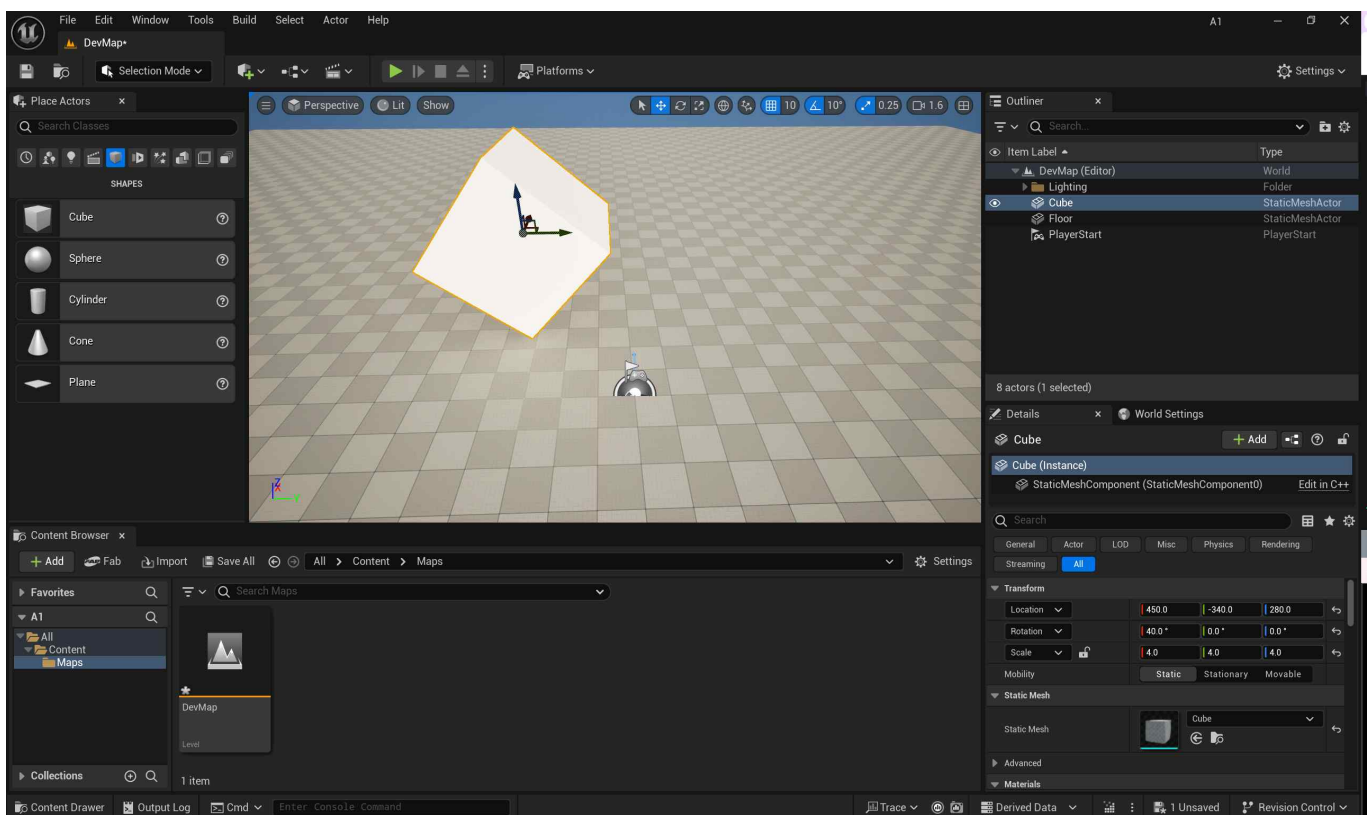 File Edit Window Tools Build Select Actor Help A1
DevMap*
Selection Mode Platforms Settings
Place Actors
Search Classes
SHAPES
Cube
Sphere
Cylinder
Cone
Plane
Perspective Lit Show 10 10° 0.25 1.6
Z
Y
Outliner
Search...
Item Label Type
DevMap (Editor) World
Lighting Folder
Cube StaticMeshActor
Floor StaticMeshActor
PlayerStart PlayerStart
8 actors (1 selected)
Details World Settings
Cube Add
Cube (Instance)
StaticMeshComponent (StaticMeshComponent0) Edit in C++
Search
General Actor LOD Misc Physics Rendering
Streaming All
Transform
Location 450.0 -340.0 280.0
Rotation 40.0° 0.0° 0.0°
Scale 4.0 4.0 4.0
Mobility Static Stationary Movable
Static Mesh
Static Mesh Cube
Advanced
Materials
Content Browser
Add Fab Import Save All All Content Maps Settings
Favorites
A1
All
Content
Maps
Collections
Search Maps
DevMap
Level
1 item
Content Drawer Output Log Cmd Enter Console Command Trace Derived Data 1 Unsaved Revision Control